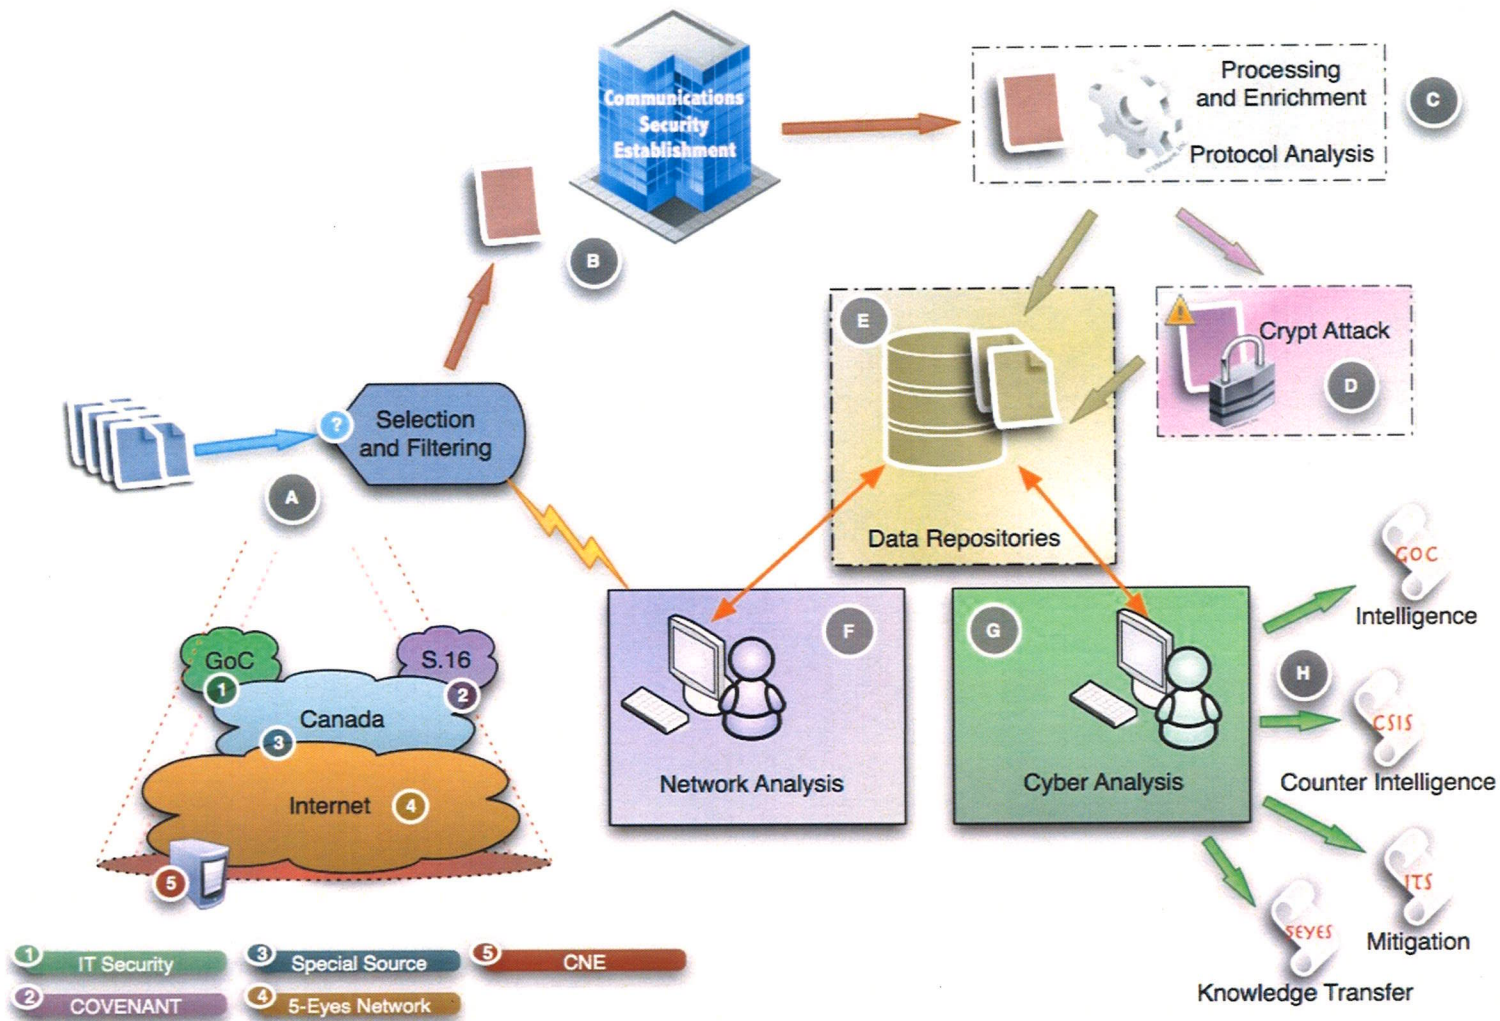 Communications
Security
Establishment
Processing
and Enrichment
Protocol Analysis
C
B
E
Crypt Attack
D
?
Selection
and Filtering
A
Data Repositories
GOC
Intelligence
F
G
H
GoC
1
S.16
2
Canada
3
CSIS
Counter Intelligence
Network Analysis
Cyber Analysis
Internet
4
5
ITS
Mitigation
5EYES
Knowledge Transfer
1 IT Security
3 Special Source
5 CNE
2 COVENANT
4 5-Eyes Network